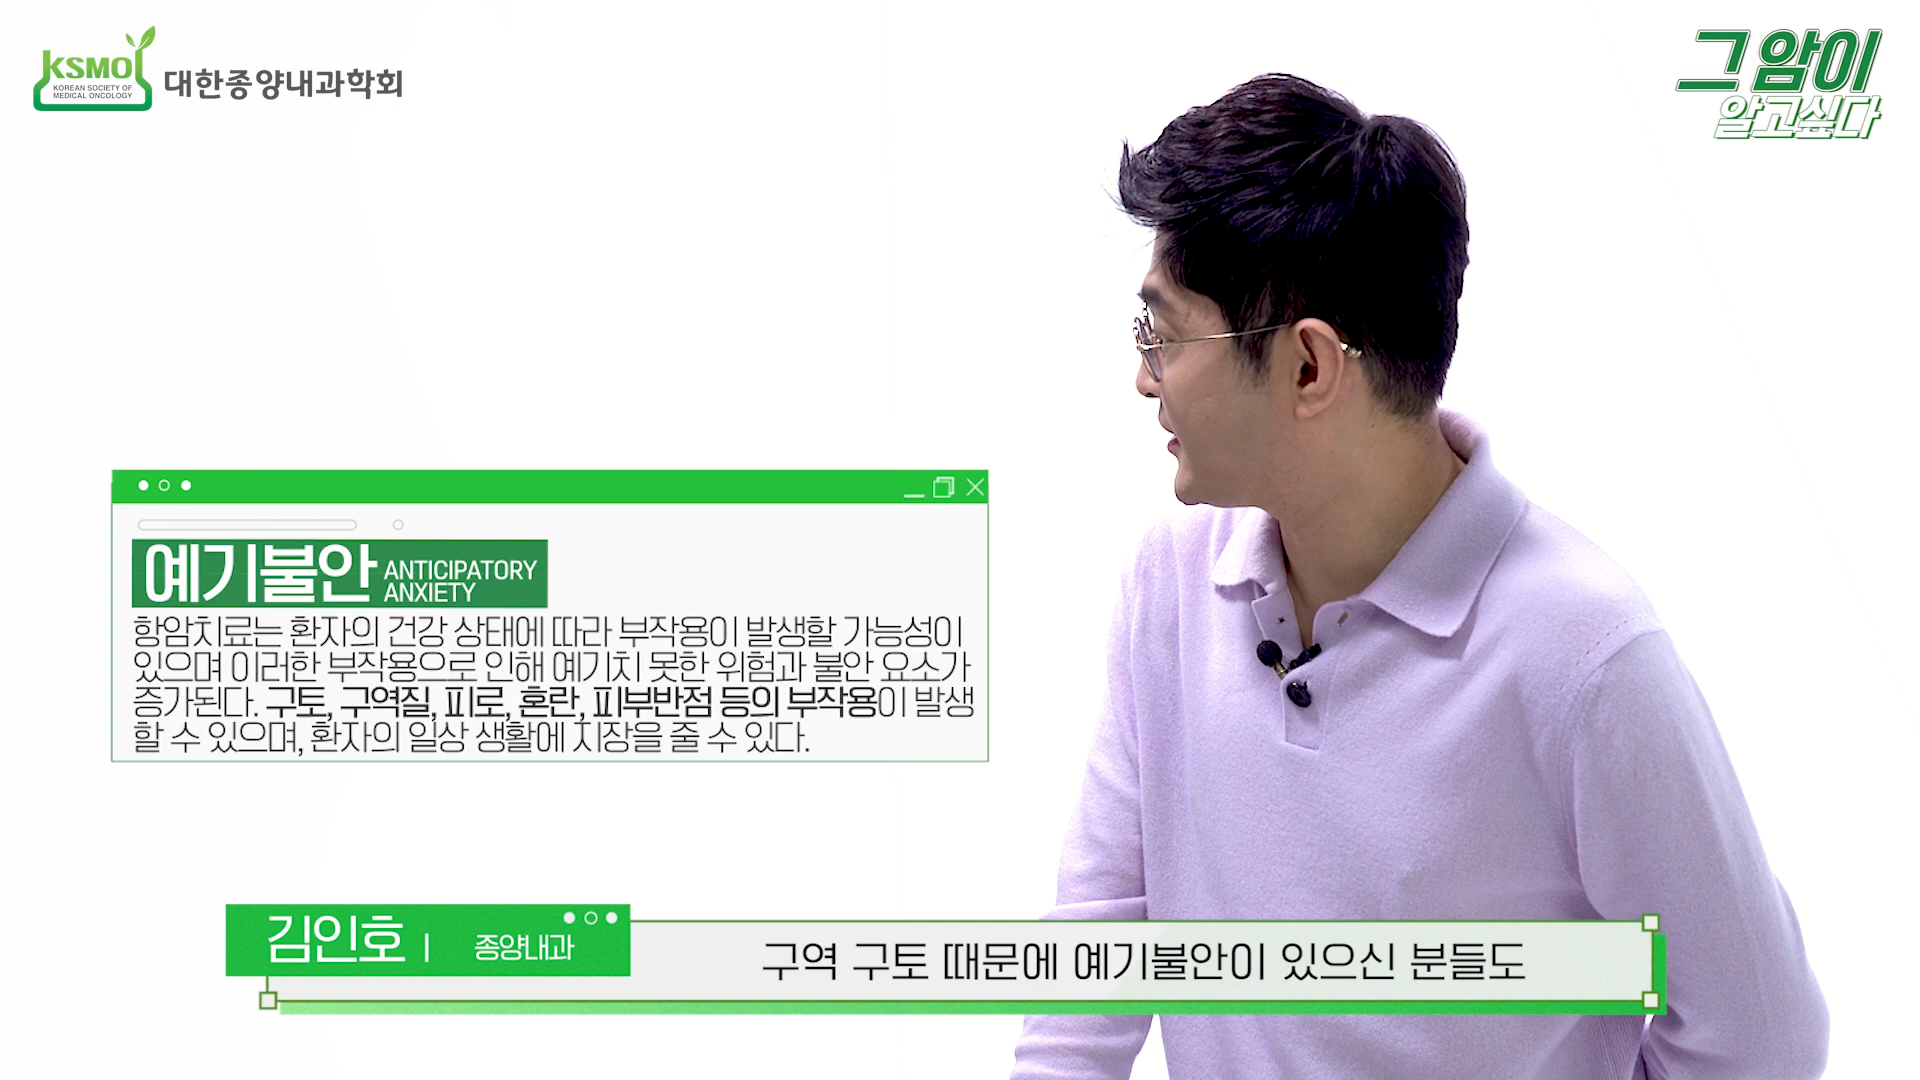 KSMO
KOREAN SOCIETY OF
MEDICAL ONCOLOGY
대한종양내과학회
그 암이
알고싶다
예기불안 ANTICIPATORY
ANXIETY
항암치료는 환자의 건강 상태에 따라 부작용이 발생할 가능성이
있으며 이러한 부작용으로 인해 예기치 못한 위험과 불안 요소가
증가된다. 구토, 구역질, 피로, 혼란, 피부반점 등의 부작용이 발생
할 수 있으며, 환자의 일상 생활에 지장을 줄 수 있다.
김인호 | 종양내과
구역 구토 때문에 예기불안이 있으신 분들도